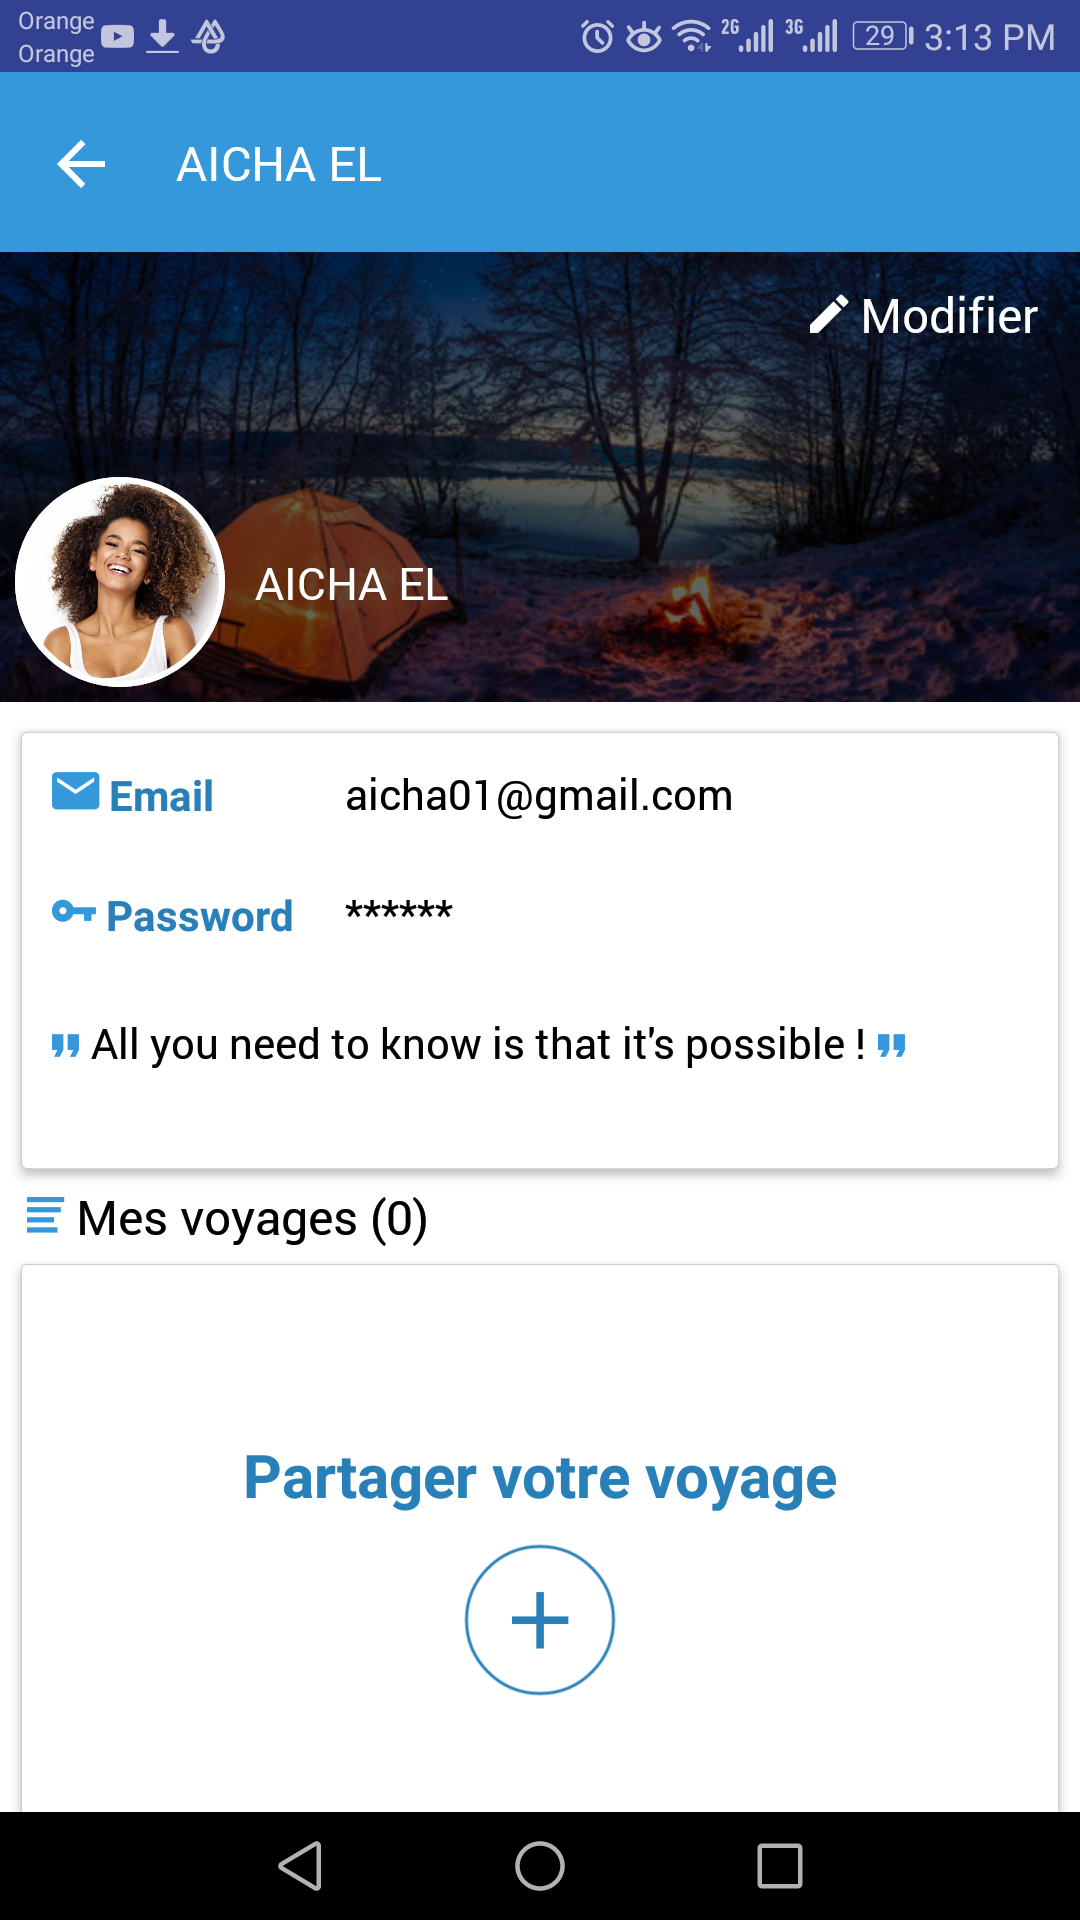 Orange
Orange
2G 3G 29 3:13 PM
AICHA EL
Modifier
AICHA EL
Email aicha01@gmail.com
Password ******
All you need to know is that it's possible !
Mes voyages (0)
Partager votre voyage